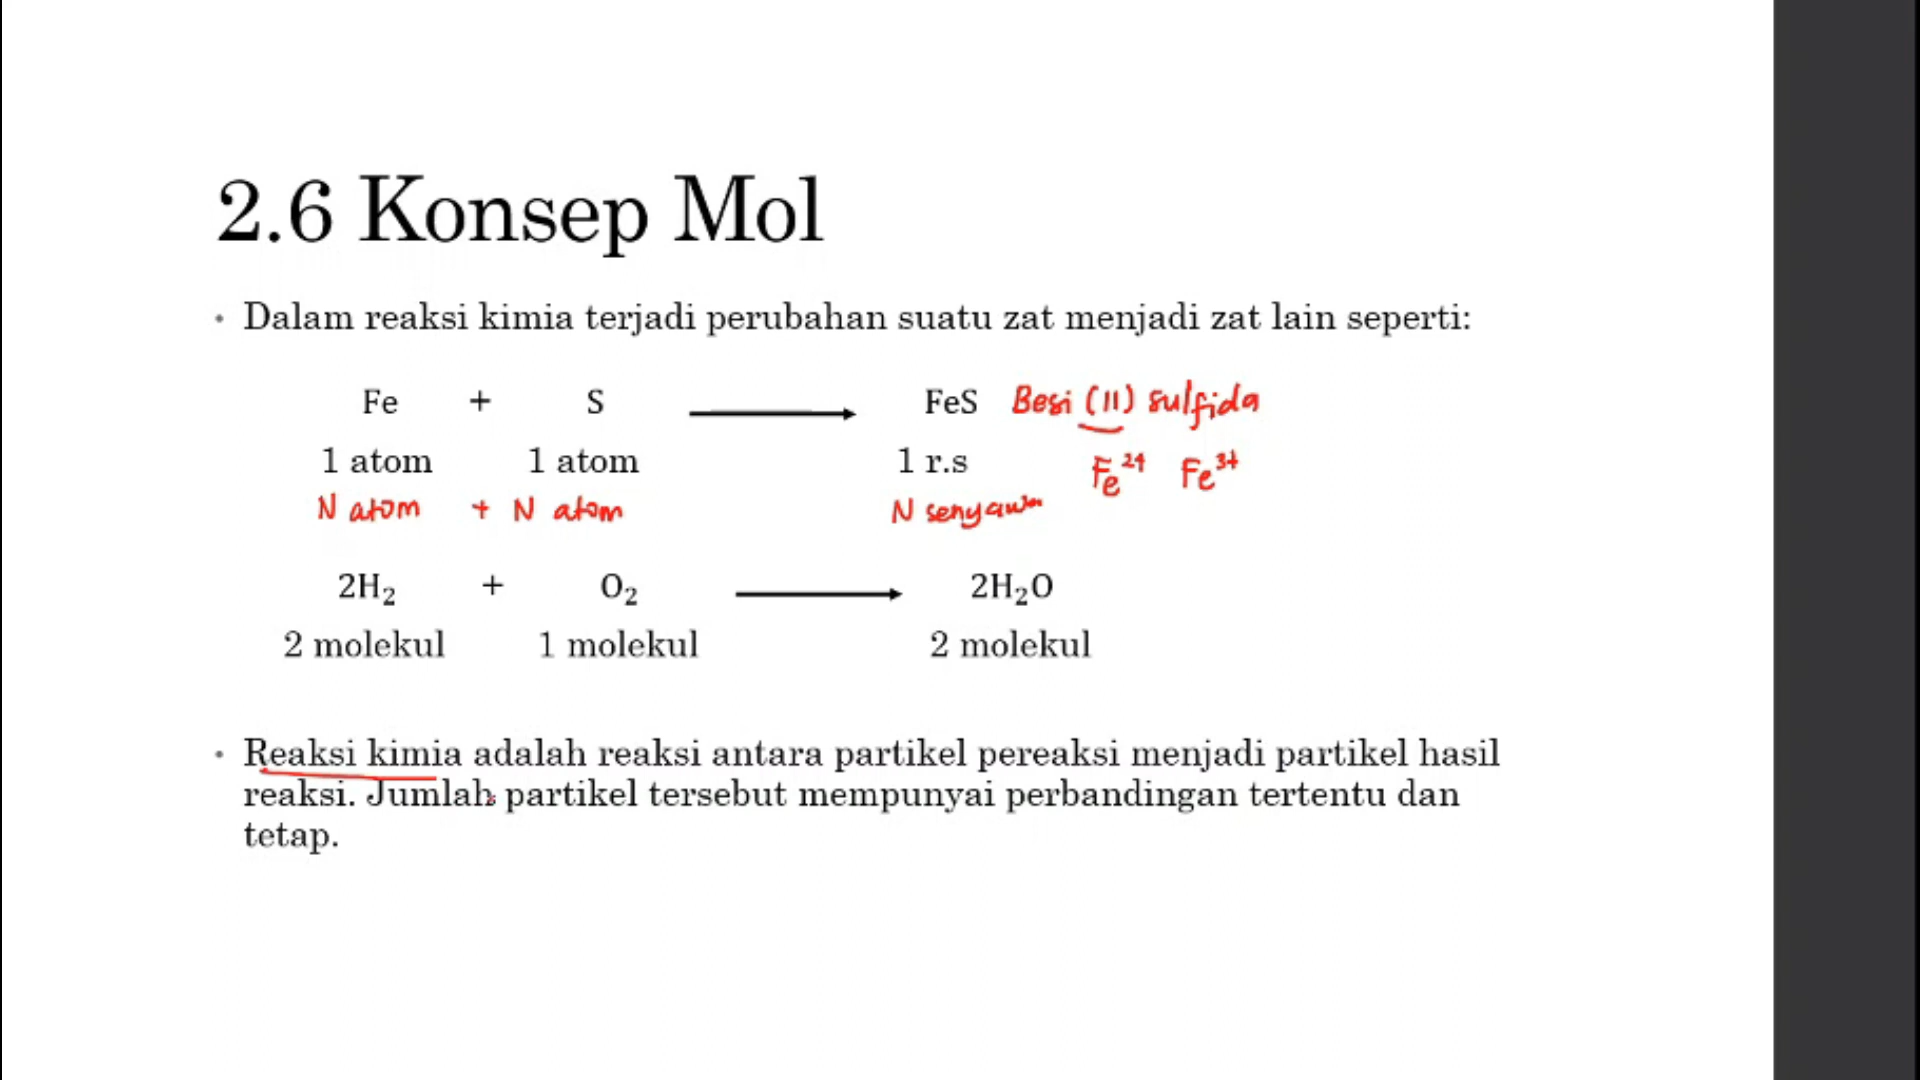 2.6 Konsep Mol
• Dalam reaksi kimia terjadi perubahan suatu zat menjadi zat lain seperti:
Fe + S → FeS Besi (II) sulfida
1 atom 1 atom 1 r.s Fe²⁺ Fe³⁺
N atom + N atom N senyawa
2H₂ + O₂ → 2H₂O
2 molekul 1 molekul 2 molekul
• Reaksi kimia adalah reaksi antara partikel pereaksi menjadi partikel hasil
reaksi. Jumlah partikel tersebut mempunyai perbandingan tertentu dan
tetap.